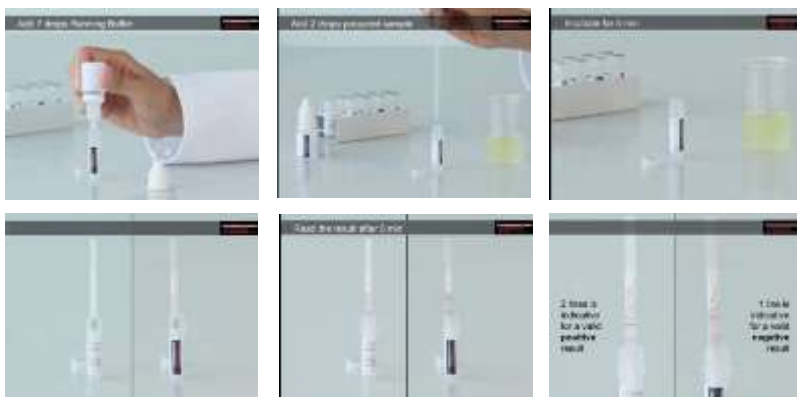 Add 7 drops Running Buffer
Add 2 drops prepared sample
Incubate for 5 min
Read the result after 5 min
2 lines is
indicative
for a valid
positive
result
1 line is
indicative
for a valid
negative
result